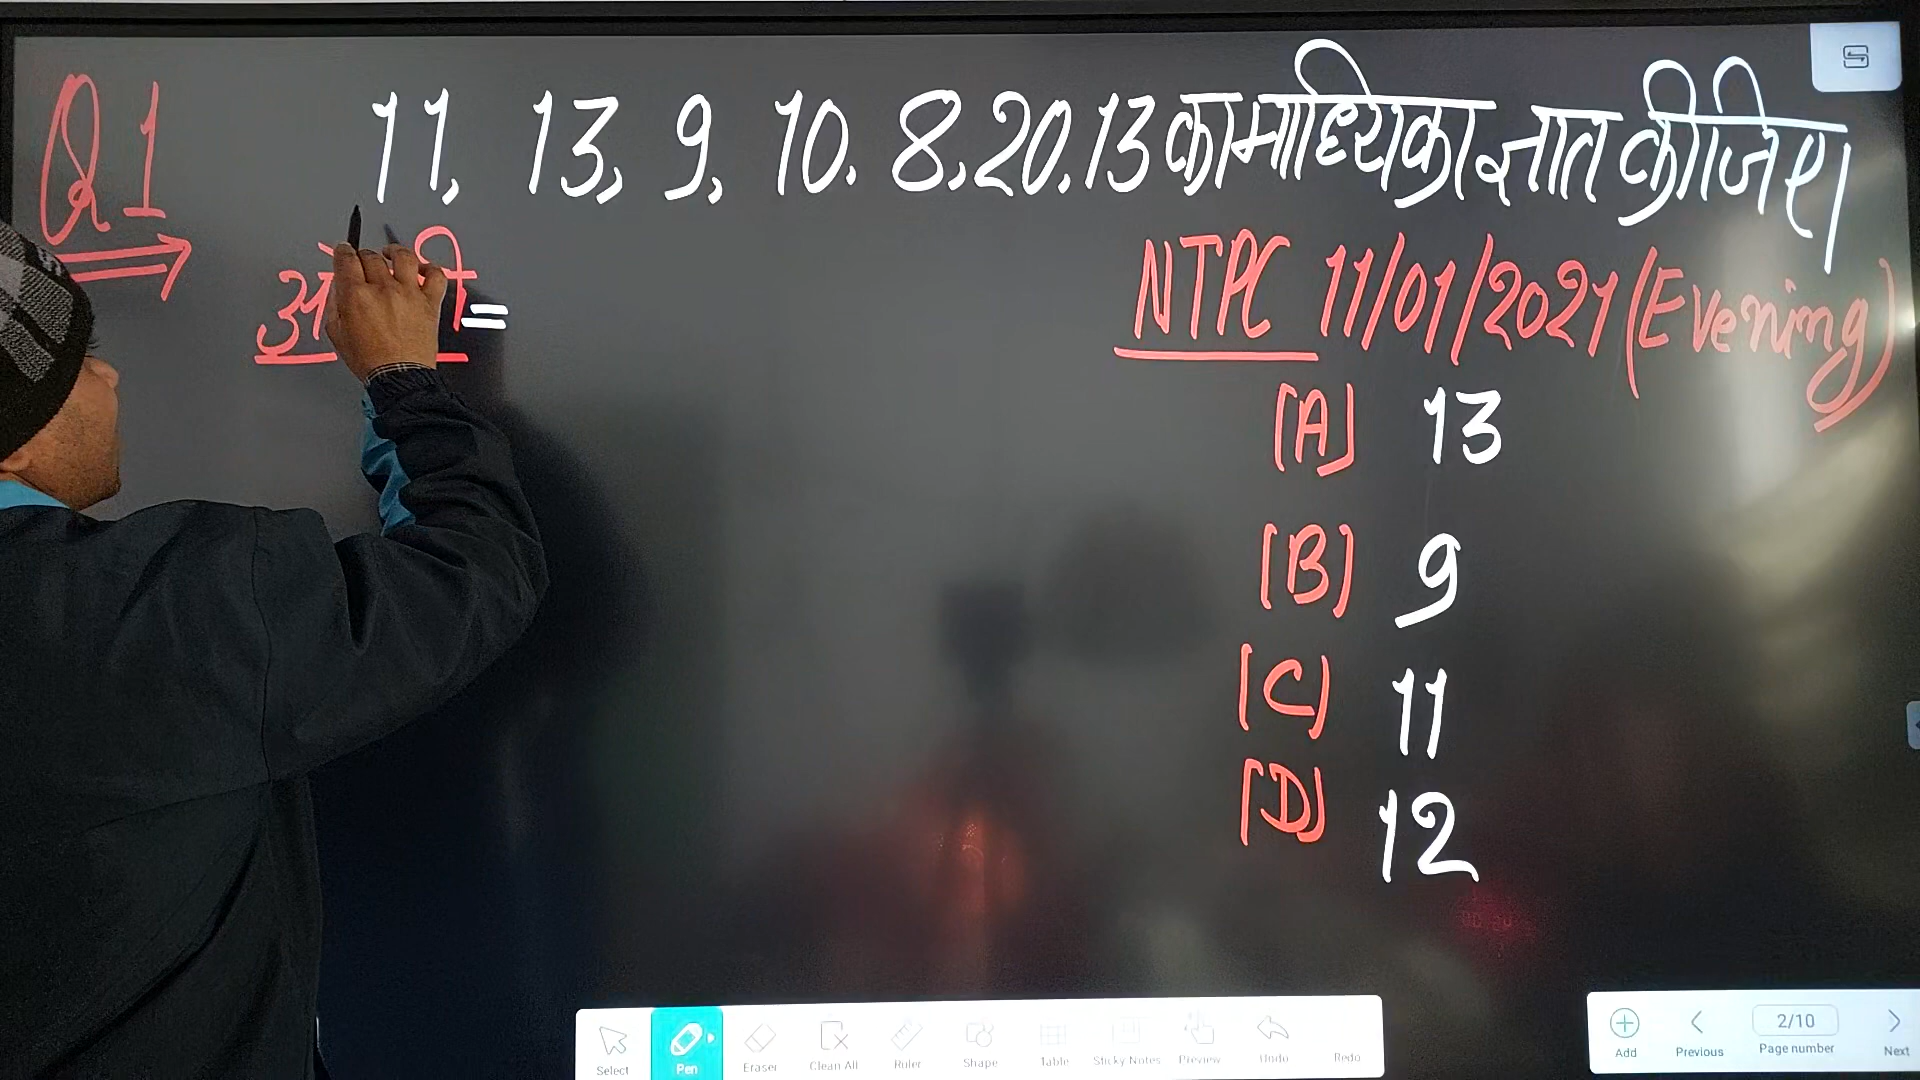 Q1 11, 13, 9, 10. 8, 20. 13 का माध्यिका ज्ञात कीजिए।
NTPC 11/01/2021 (Evening)
=
[A] 13
[B] 9
[C] 11
[D] 12
Select Pen Eraser Clean All Ruler Shape Table Sticky Notes Preview Undo Redo
Add Previous 2/10 Page number Next